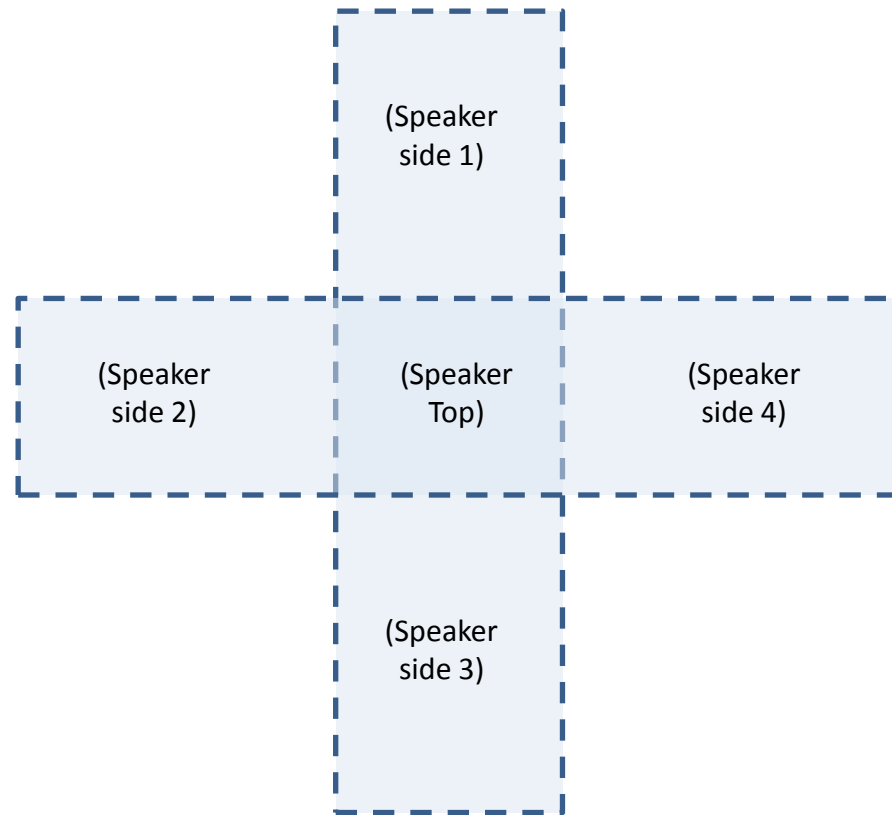 (Speaker
side 1)
(Speaker
side 2)
(Speaker
Top)
(Speaker
side 4)
(Speaker
side 3)